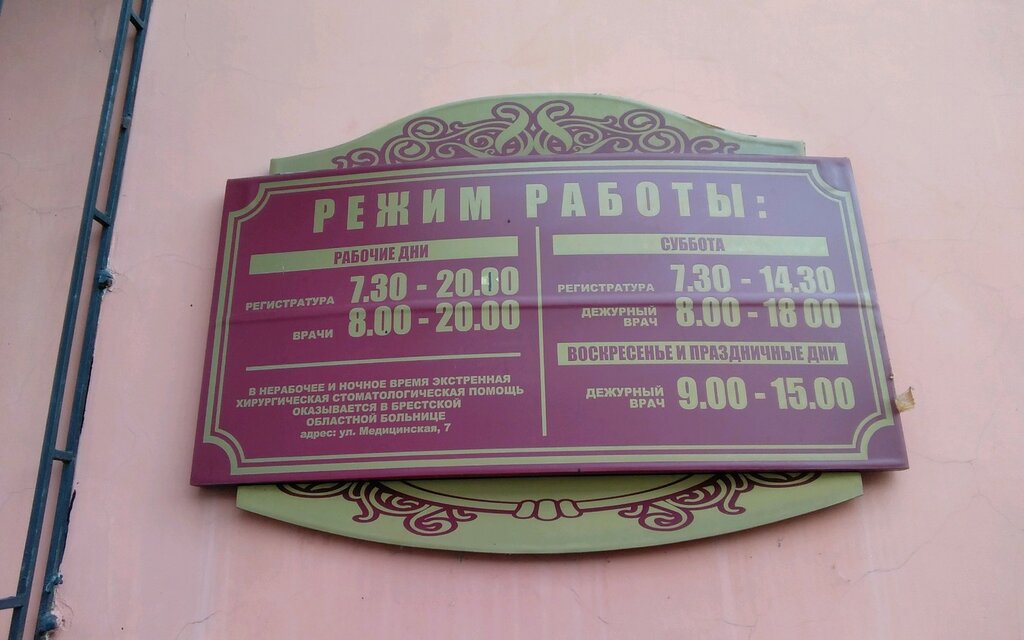 РЕЖИМ РАБОТЫ:
РАБОЧИЕ ДНИ
РЕГИСТРАТУРА 7.30 - 20.00
ВРАЧИ 8.00 - 20.00
В НЕРАБОЧЕЕ И НОЧНОЕ ВРЕМЯ ЭКСТРЕННАЯ
ХИРУРГИЧЕСКАЯ СТОМАТОЛОГИЧЕСКАЯ ПОМОЩЬ
ОКАЗЫВАЕТСЯ В БРЕСТСКОЙ
ОБЛАСТНОЙ БОЛЬНИЦЕ
адрес: ул. Медицинская, 7
СУББОТА
РЕГИСТРАТУРА 7.30 - 14.30
ДЕЖУРНЫЙ
ВРАЧ 8.00 - 18 00
ВОСКРЕСЕНЬЕ И ПРАЗДНИЧНЫЕ ДНИ
ДЕЖУРНЫЙ
ВРАЧ 9.00 - 15.00